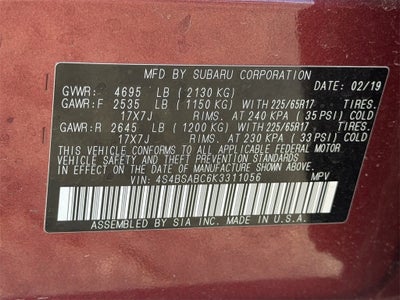 MFD BY SUBARU CORPORATION 02/19
GVWR: 4695 LB ( 2130 KG)
GAWR:F 2535 LB ( 1150 KG) WITH 225/65R17 TIRES.
17X7J RIMS. AT 240 KPA ( 35 PSI) COLD
GAWR:R 2645 LB ( 1200 KG) WITH 225/65R17 TIRES.
17X7J RIMS. AT 230 KPA ( 33 PSI) COLD
THIS VEHICLE CONFORMS TO ALL APPLICABLE FEDERAL MOTOR
VEHICLE SAFETY, BUMPER, AND THEFT PREVENTION STANDARDS
IN EFFECT ON THE DATE OF MANUFACTURE SHOWN ABOVE.
VIN: 4S4BSABC6K3311056 MPV
ASSEMBLED BY SIA INC. MADE IN U.S.A.